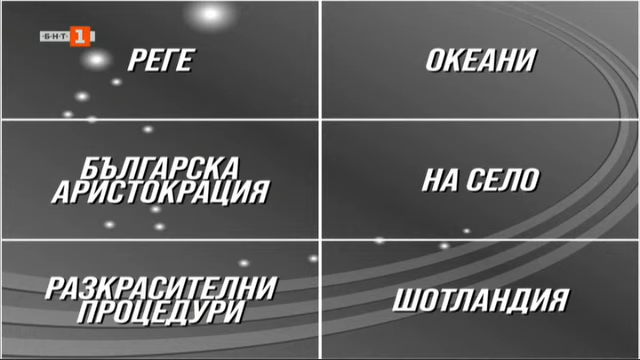 БНТ 1
РЕГЕ
ОКЕАНИ
БЪЛГАРСКА
АРИСТОКРАЦИЯ
НА СЕЛО
РАЗКРАСИТЕЛНИ
ПРОЦЕДУРИ
ШОТЛАНДИЯ